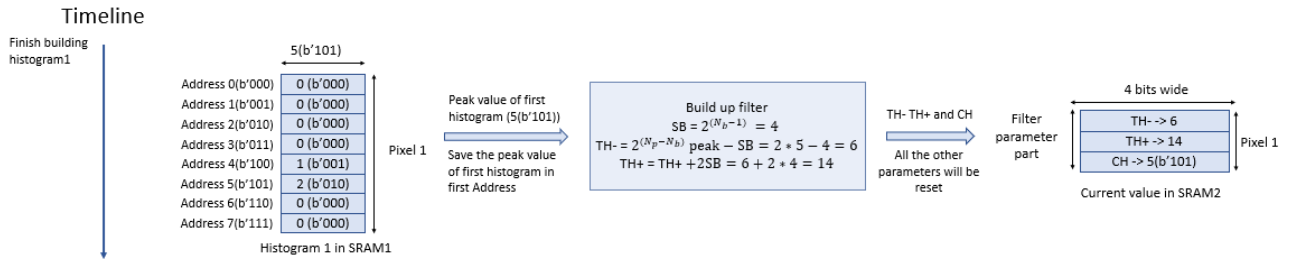 Timeline
Finish building
histogram1
5(b'101)
Address 0(b'000) 0 (b'000)
Address 1(b'001) 0 (b'000)
Address 2(b'010) 0 (b'000)
Address 3(b'011) 0 (b'000)
Address 4(b'100) 1 (b'001)
Address 5(b'101) 2 (b'010)
Address 6(b'110) 0 (b'000)
Address 7(b'111) 0 (b'000)
Histogram 1 in SRAM1
Pixel 1
Peak value of first
histogram (5(b'101))
Save the peak value
of first histogram in
first Address
Build up filter
SB = 2^(N_b−1) = 4
TH- = 2^(N_p−N_b) peak − SB = 2 ∗ 5 − 4 = 6
TH+ = TH+ +2SB = 6 + 2 ∗ 4 = 14
TH- TH+ and CH
All the other
parameters will be
reset
Filter
parameter
part
4 bits wide
TH- -> 6
TH+ -> 14
CH -> 5(b'101)
Pixel 1
Current value in SRAM2